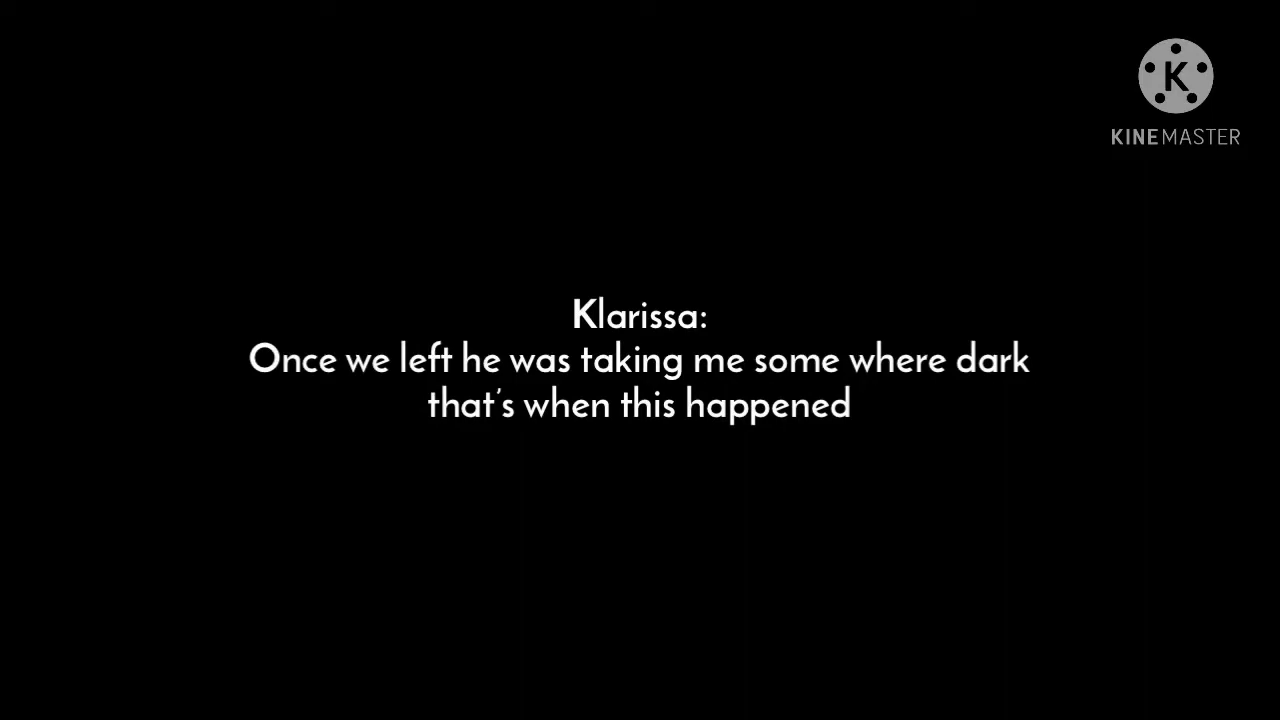 K
KINEMASTER
Klarissa:
Once we left he was taking me some where dark
that's when this happened